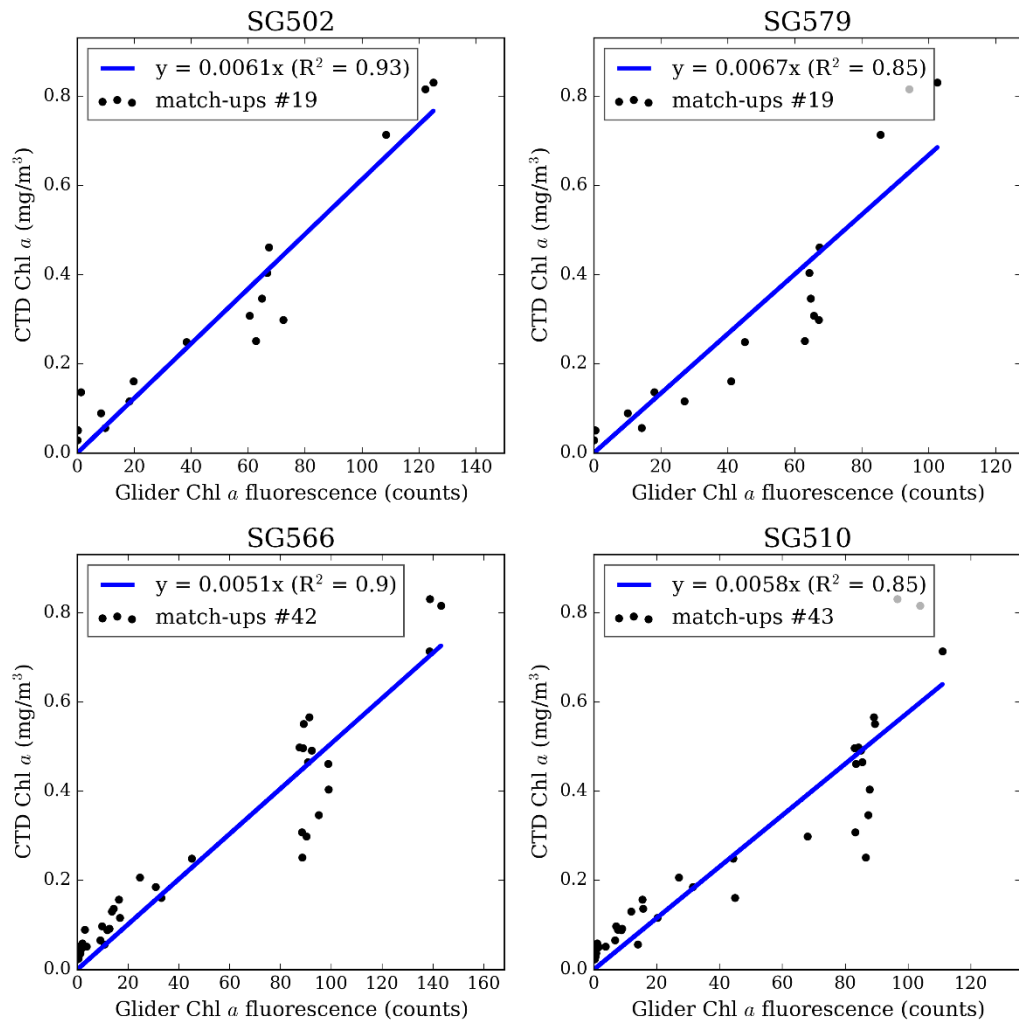 SG502
y = 0.0061x (R² = 0.93)
match-ups #19
CTD Chl a (mg/m³)
0.8
0.6
0.4
0.2
0.0
0 20 40 60 80 100 120 140
Glider Chl a fluorescence (counts)
SG579
y = 0.0067x (R² = 0.85)
match-ups #19
CTD Chl a (mg/m³)
0.8
0.6
0.4
0.2
0.0
0 20 40 60 80 100 120
Glider Chl a fluorescence (counts)
SG566
y = 0.0051x (R² = 0.9)
match-ups #42
CTD Chl a (mg/m³)
0.8
0.6
0.4
0.2
0.0
0 20 40 60 80 100 120 140 160
Glider Chl a fluorescence (counts)
SG510
y = 0.0058x (R² = 0.85)
match-ups #43
CTD Chl a (mg/m³)
0.8
0.6
0.4
0.2
0.0
0 20 40 60 80 100 120
Glider Chl a fluorescence (counts)